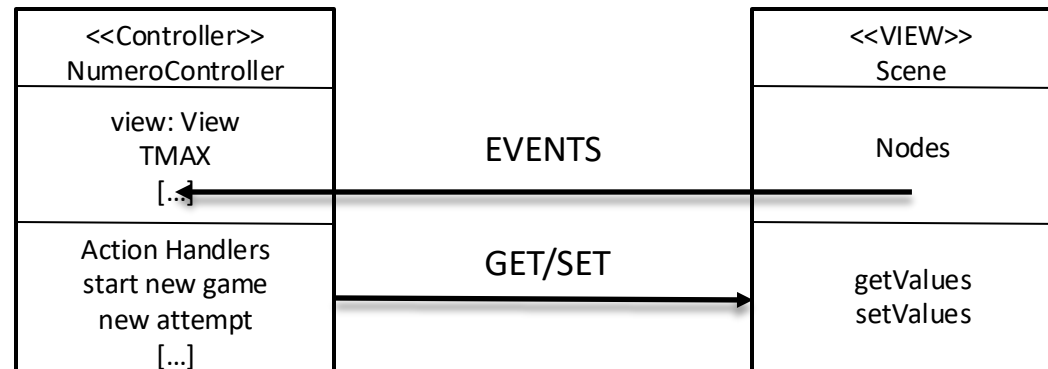 <<Controller>>
NumeroController
view: View
TMAX
[...]
Action Handlers
start new game
new attempt
[...]
EVENTS
GET/SET
<<VIEW>>
Scene
Nodes
getValues
setValues